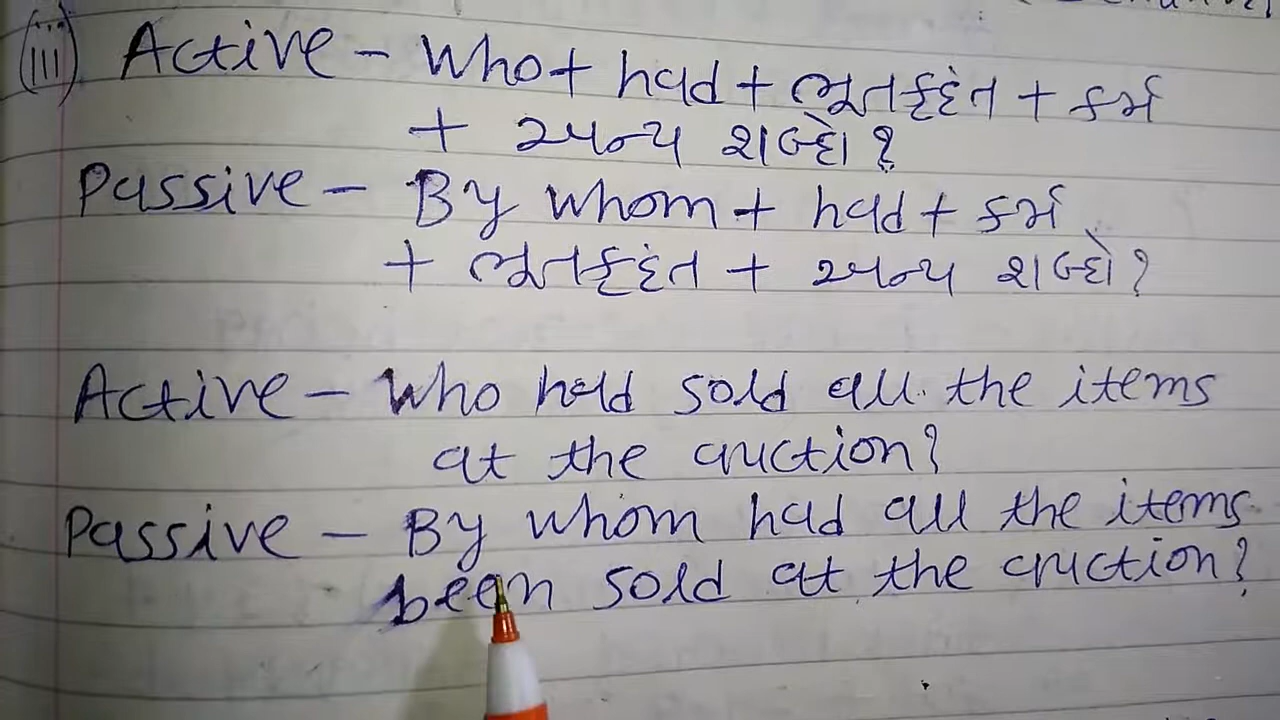 (iii) Active - Who + had + ભૂતકૃદંત + કર્મ
+ અન્ય શબ્દો ?
Passive - By whom + had + કર્મ
+ ભૂતકૃદંત + અન્ય શબ્દો ?
Active - Who had sold all the items
at the auction ?
Passive - By whom had all the items
been sold at the auction ?